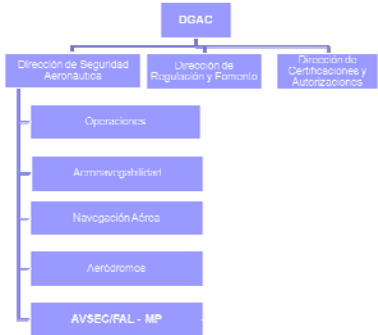 DGAC
Dirección de Seguridad
Aeronáutica
Dirección de
Regulación y Fomento
Dirección de
Certificaciones y
Autorizaciones
Operaciones
Aeronavegabilidad
Navegación Aérea
Aeródromos
AVSEC/FAL - MP